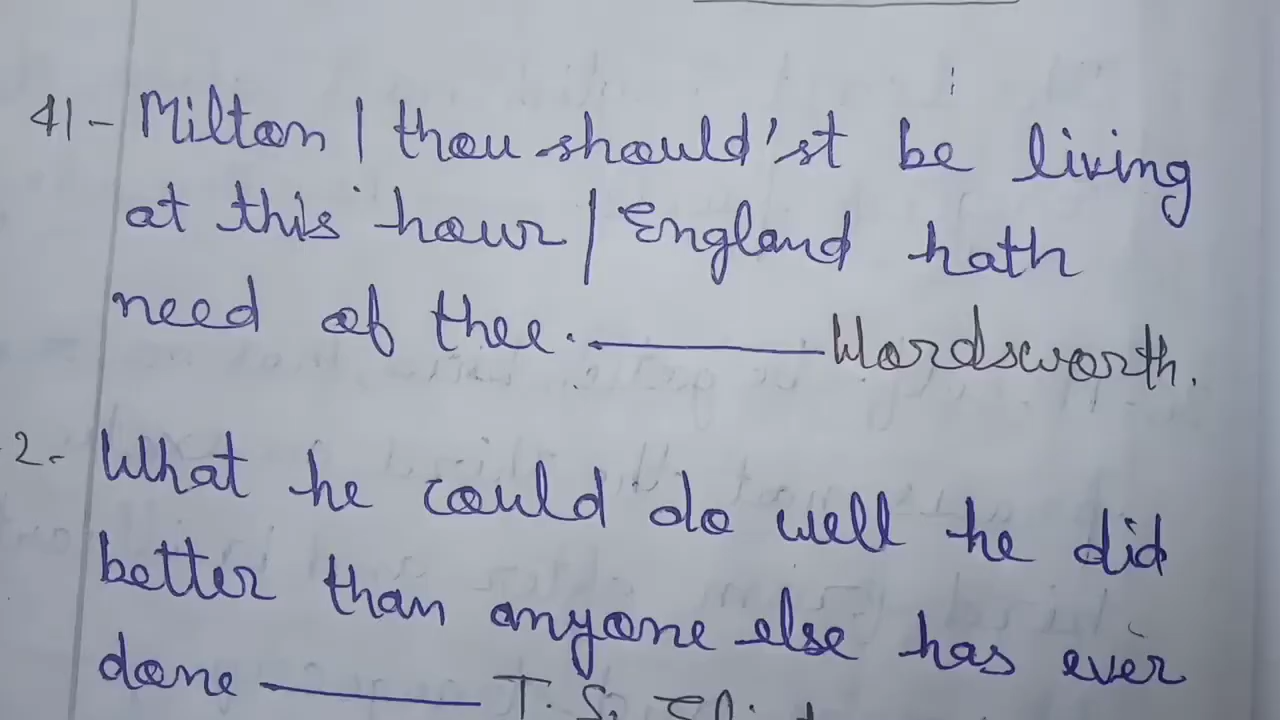 41- Milton | thou should'st be living
at this hour | England hath
need of thee. — Wordsworth.
2- What he could do well he did
better than anyone else has ever
done — T. S. Eliot